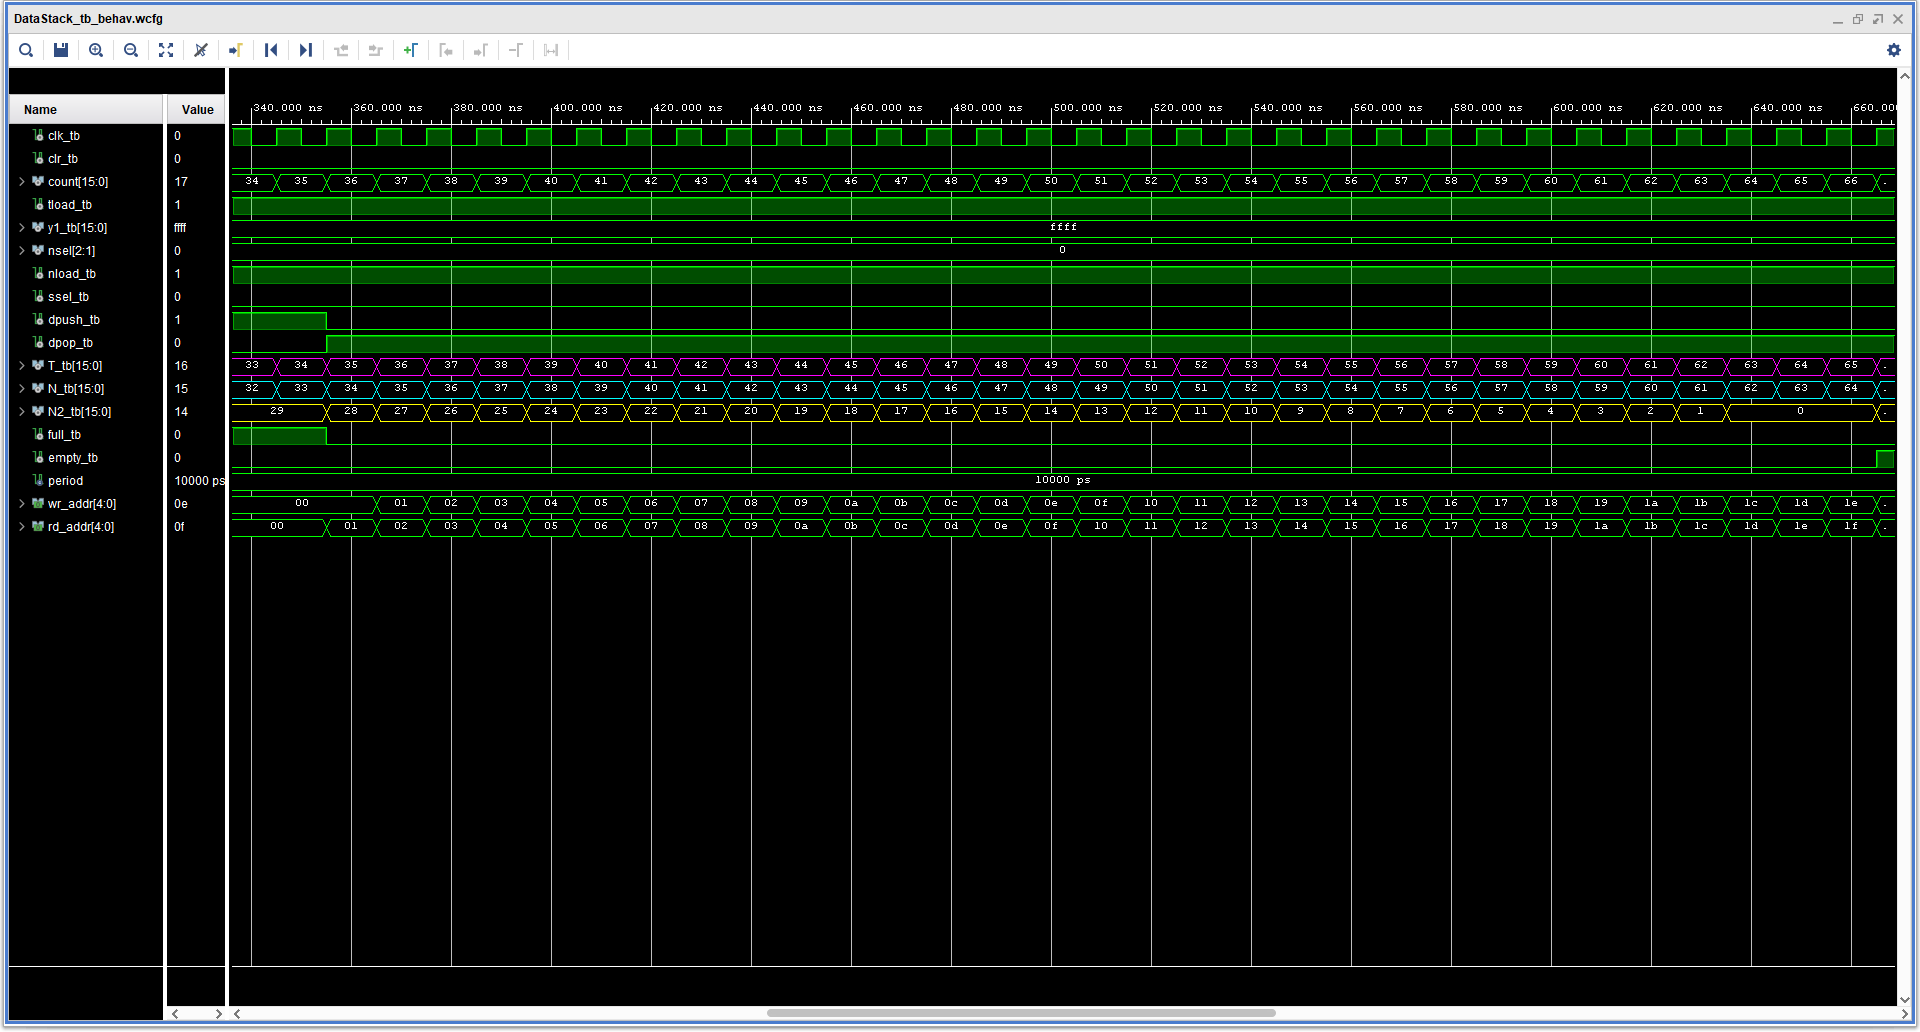 DataStack_tb_behav.wcfg
340.000 ns 360.000 ns 380.000 ns 400.000 ns 420.000 ns 440.000 ns 460.000 ns 480.000 ns 500.000 ns 520.000 ns 540.000 ns 560.000 ns 580.000 ns 600.000 ns 620.000 ns 640.000 ns 660.00
Name Value
clk_tb 0
clr_tb 0
count[15:0] 17 34 35 36 37 38 39 40 41 42 43 44 45 46 47 48 49 50 51 52 53 54 55 56 57 58 59 60 61 62 63 64 65 66 .
tload_tb 1
y1_tb[15:0] ffff ffff
nsel[2:1] 0 0
nload_tb 1
ssel_tb 0
dpush_tb 1
dpop_tb 0
T_tb[15:0] 16 33 34 35 36 37 38 39 40 41 42 43 44 45 46 47 48 49 50 51 52 53 54 55 56 57 58 59 60 61 62 63 64 65 .
N_tb[15:0] 15 32 33 34 35 36 37 38 39 40 41 42 43 44 45 46 47 48 49 50 51 52 53 54 55 56 57 58 59 60 61 62 63 64 .
N2_tb[15:0] 14 29 28 27 26 25 24 23 22 21 20 19 18 17 16 15 14 13 12 11 10 9 8 7 6 5 4 3 2 1 0 .
full_tb 0
empty_tb 0
period 10000 ps 10000 ps
wr_addr[4:0] 0e 00 01 02 03 04 05 06 07 08 09 0a 0b 0c 0d 0e 0f 10 11 12 13 14 15 16 17 18 19 1a 1b 1c 1d 1e .
rd_addr[4:0] 0f 00 01 02 03 04 05 06 07 08 09 0a 0b 0c 0d 0e 0f 10 11 12 13 14 15 16 17 18 19 1a 1b 1c 1d 1e 1f .